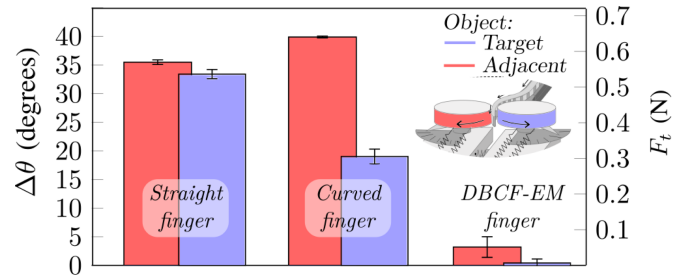 Object:
Target
Adjacent
Δθ (degrees)
40
35
30
25
20
15
10
5
0
0.7
0.6
0.5
0.4
0.3
0.2
0.1
F_t (N)
Straight
finger
Curved
finger
DBCF-EM
finger